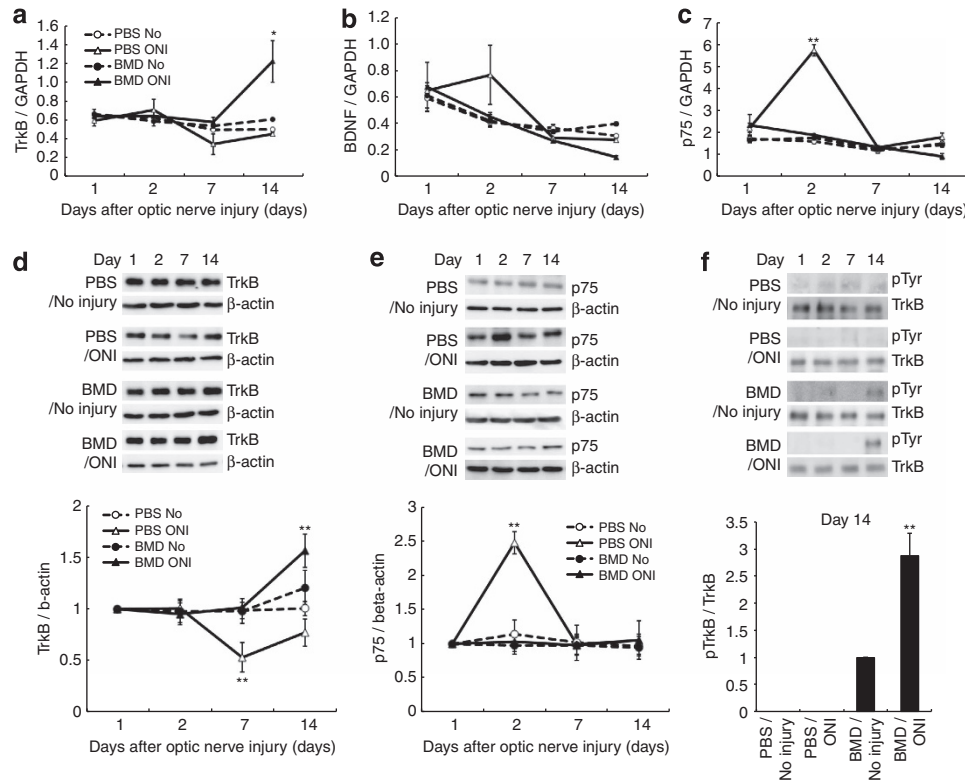 a
TrkB / GAPDH
1.6
1.4
1.2
1.0
0.8
0.6
0.4
0.2
0
PBS No
PBS ONI
BMD No
BMD ONI
*
1 2 7 14
Days after optic nerve injury (days)
b
BDNF / GAPDH
1.2
1.0
0.8
0.6
0.4
0.2
0
1 2 7 14
Days after optic nerve injury (days)
c
p75 / GAPDH
7
6
5
4
3
2
1
0
**
1 2 7 14
Days after optic nerve injury (days)
d
Day 1 2 7 14
PBS /No injury
TrkB
β-actin
PBS /ONI
TrkB
β-actin
BMD /No injury
TrkB
β-actin
BMD /ONI
TrkB
β-actin
TrkB / b-actin
2
1.5
1
0.5
0
PBS No
PBS ONI
BMD No
BMD ONI
**
**
1 2 7 14
Days after optic nerve injury (days)
e
Day 1 2 7 14
PBS /No injury
p75
β-actin
PBS /ONI
p75
β-actin
BMD /No injury
p75
β-actin
BMD /ONI
p75
β-actin
p75 / beta-actin
3
2.5
2
1.5
1
0.5
0
**
PBS No
PBS ONI
BMD No
BMD ONI
1 2 7 14
Days after optic nerve injury (days)
f
Day 1 2 7 14
PBS /No injury
pTyr
TrkB
PBS /ONI
pTyr
TrkB
BMD /No injury
pTyr
TrkB
BMD /ONI
pTyr
TrkB
Day 14
pTrkB / TrkB
3.5
3
2.5
2
1.5
1
0.5
0
**
PBS / No injury
PBS / ONI
BMD / No injury
BMD / ONI